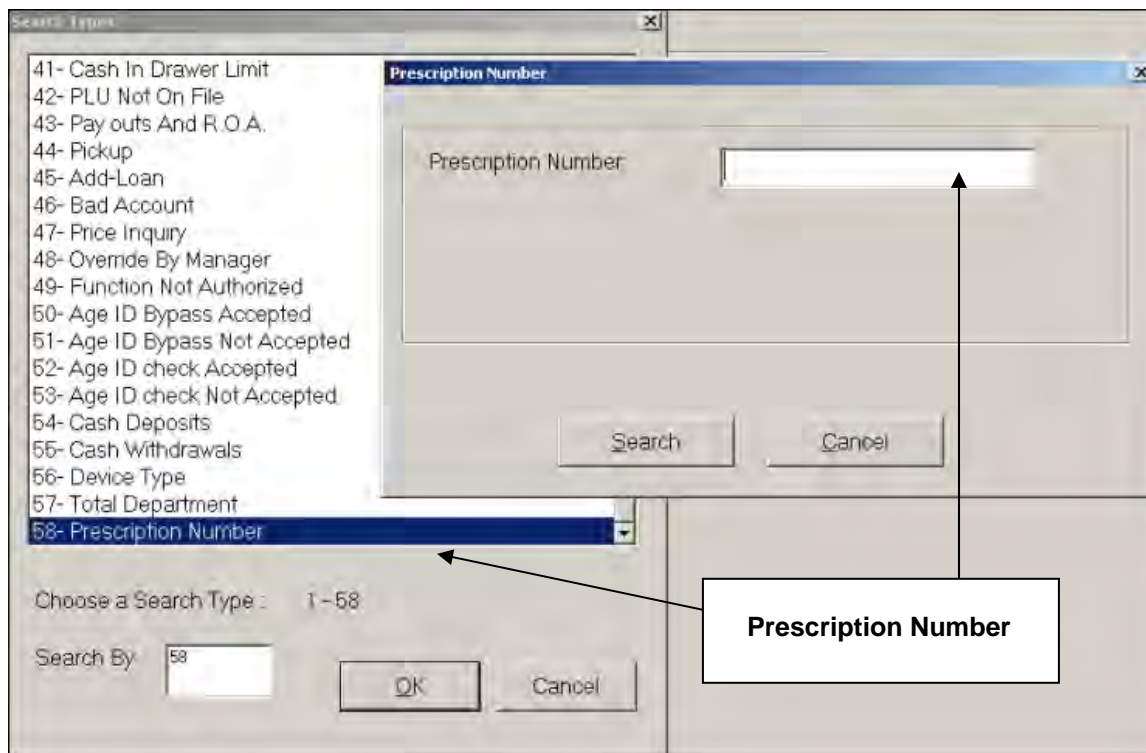 Search Types
41- Cash In Drawer Limit
42- PLU Not On File
43- Pay outs And R.O.A.
44- Pickup
45- Add-Loan
46- Bad Account
47- Price Inquiry
48- Override By Manager
49- Function Not Authorized
50- Age ID Bypass Accepted
51- Age ID Bypass Not Accepted
52- Age ID check Accepted
53- Age ID check Not Accepted
54- Cash Deposits
55- Cash Withdrawals
56- Device Type
57- Total Department
58- Prescription Number
Choose a Search Type : 1 - 58
Search By 58
OK Cancel
Prescription Number
Prescription Number
Search Cancel
Prescription Number